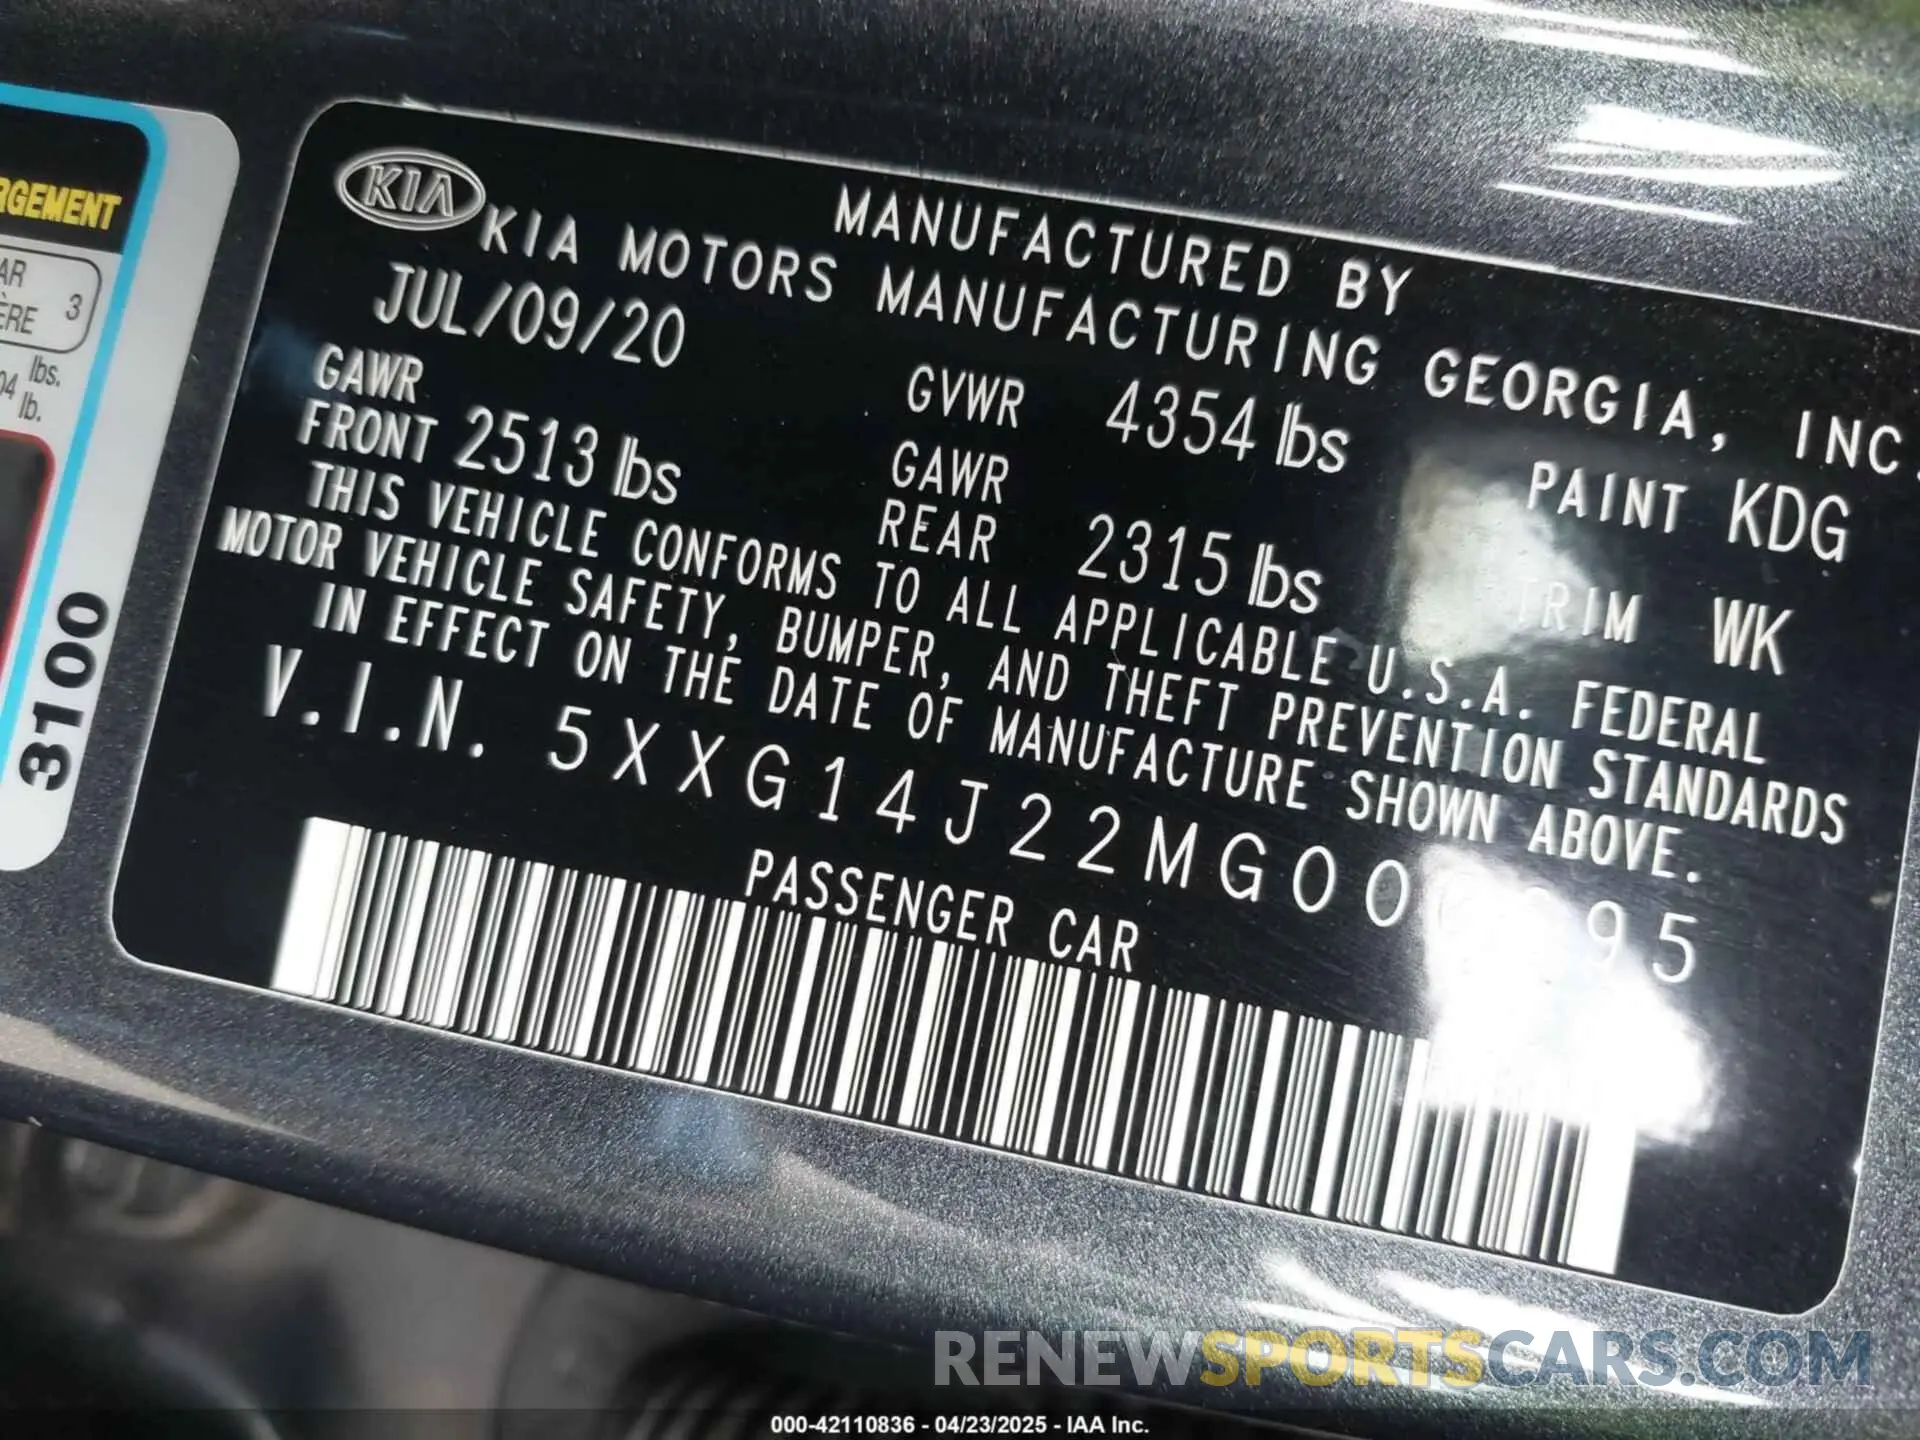 RGEMENT
AR
ÈRE 3
lbs.
04 lb.
3100
KIA
MANUFACTURED BY
KIA MOTORS MANUFACTURING GEORGIA, INC.
JUL/09/20
GVWR 4354 lbs
PAINT KDG
GAWR FRONT 2513 lbs
GAWR REAR 2315 lbs
TRIM WK
THIS VEHICLE CONFORMS TO ALL APPLICABLE U.S.A. FEDERAL
MOTOR VEHICLE SAFETY, BUMPER, AND THEFT PREVENTION STANDARDS
IN EFFECT ON THE DATE OF MANUFACTURE SHOWN ABOVE.
V.I.N.
PASSENGER CAR
RENEWSPORTSCARS.COM
000-42110836 - 04/23/2025 - IAA Inc.